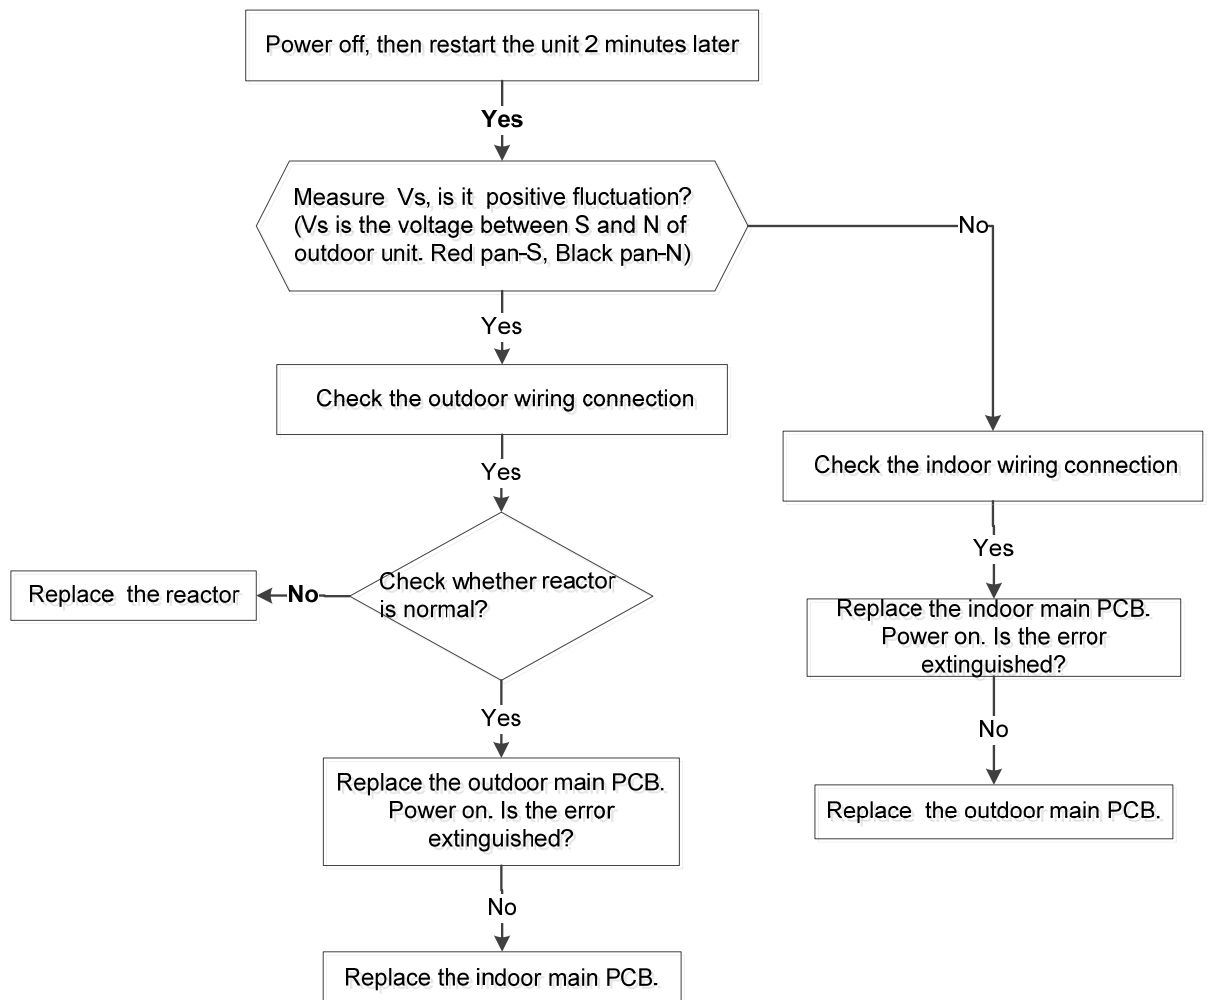 Power off, then restart the unit 2 minutes later
Yes
Measure Vs, is it positive fluctuation?
(Vs is the voltage between S and N of
outdoor unit. Red pan-S, Black pan-N)
No
Yes
Check the outdoor wiring connection
Yes
Check the indoor wiring connection
Yes
Check whether reactor
is normal?
No
Replace the reactor
Replace the indoor main PCB.
Power on. Is the error
extinguished?
Yes
No
Replace the outdoor main PCB.
Power on. Is the error
extinguished?
Replace the outdoor main PCB.
No
Replace the indoor main PCB.